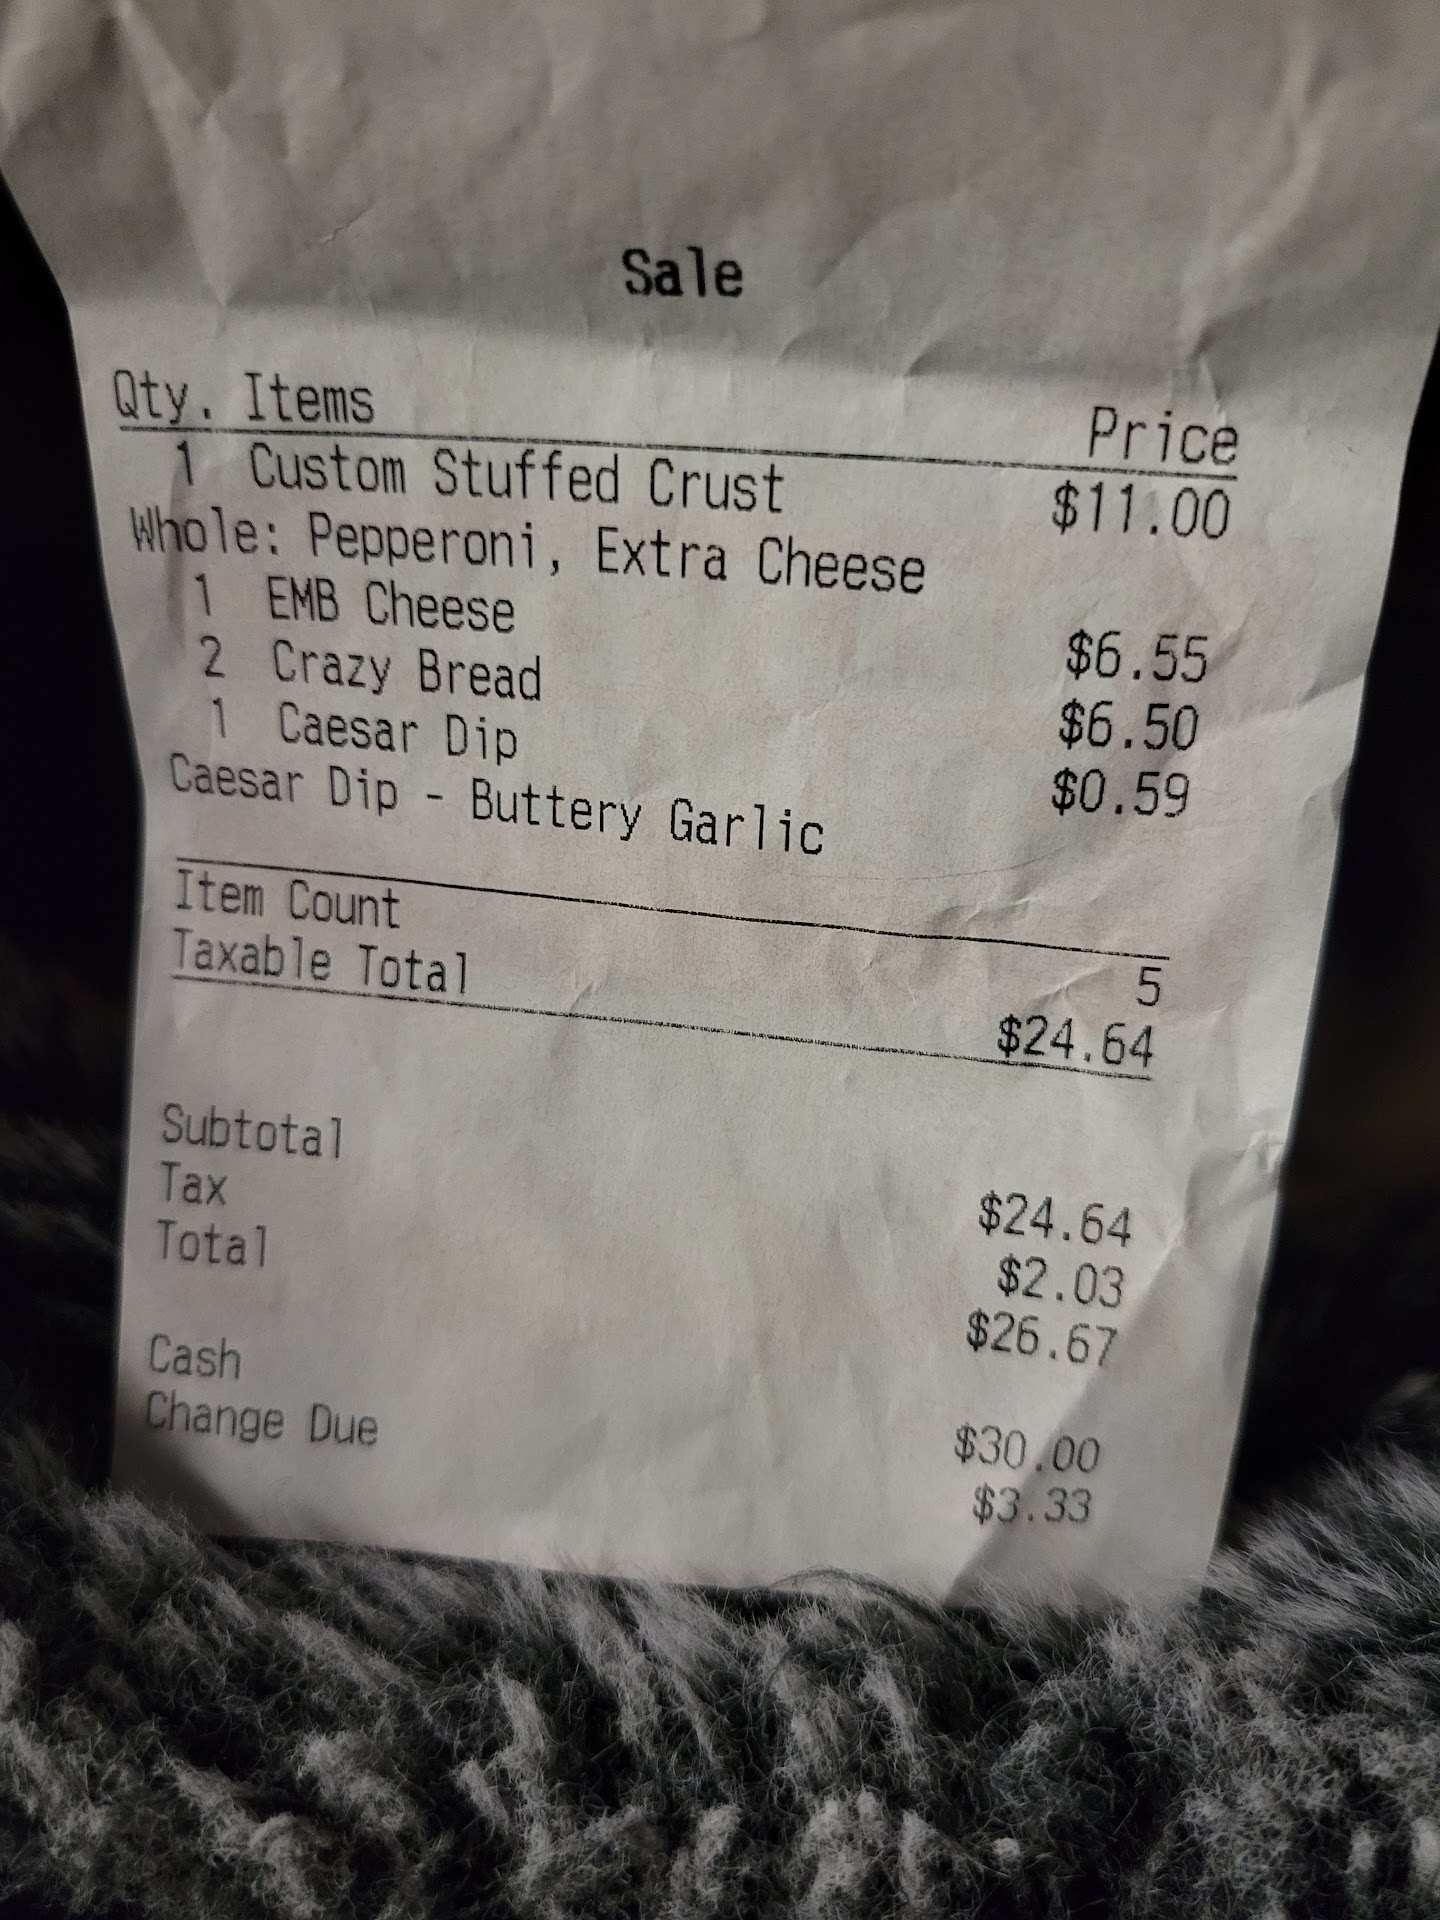 Sale
Qty. Items Price
1 Custom Stuffed Crust $11.00
Whole: Pepperoni, Extra Cheese
1 EMB Cheese $6.55
2 Crazy Bread $6.50
1 Caesar Dip $0.59
Caesar Dip - Buttery Garlic
Item Count 5
Taxable Total $24.64
Subtotal $24.64
Tax $2.03
Total $26.67
Cash $30.00
Change Due $3.33